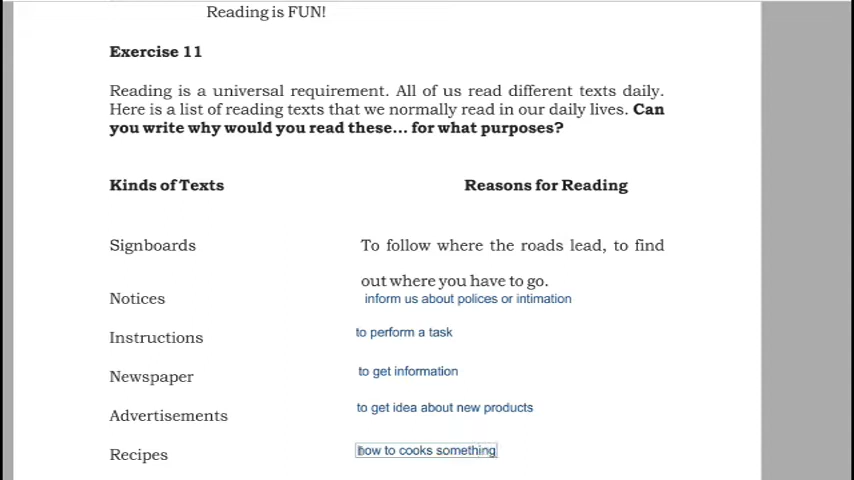 Reading is FUN!
Exercise 11
Reading is a universal requirement. All of us read different texts daily.
Here is a list of reading texts that we normally read in our daily lives. Can
you write why would you read these... for what purposes?
Kinds of Texts Reasons for Reading
Signboards To follow where the roads lead, to find
out where you have to go.
Notices inform us about polices or intimation
Instructions to perform a task
Newspaper to get information
Advertisements to get idea about new products
Recipes how to cooks something